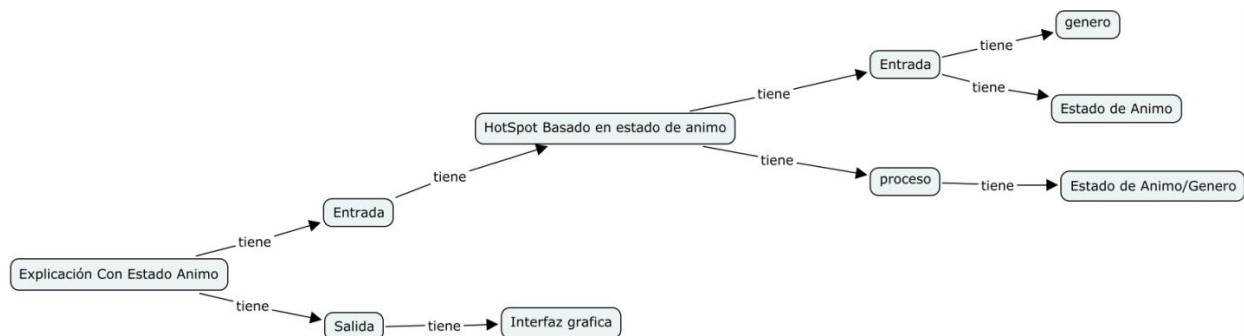 genero
tiene
Entrada
tiene
Estado de Animo
tiene
HotSpot Basado en estado de animo
tiene
proceso
tiene
Estado de Animo/Genero
tiene
Entrada
tiene
Explicación Con Estado Animo
tiene
Salida
tiene
Interfaz grafica